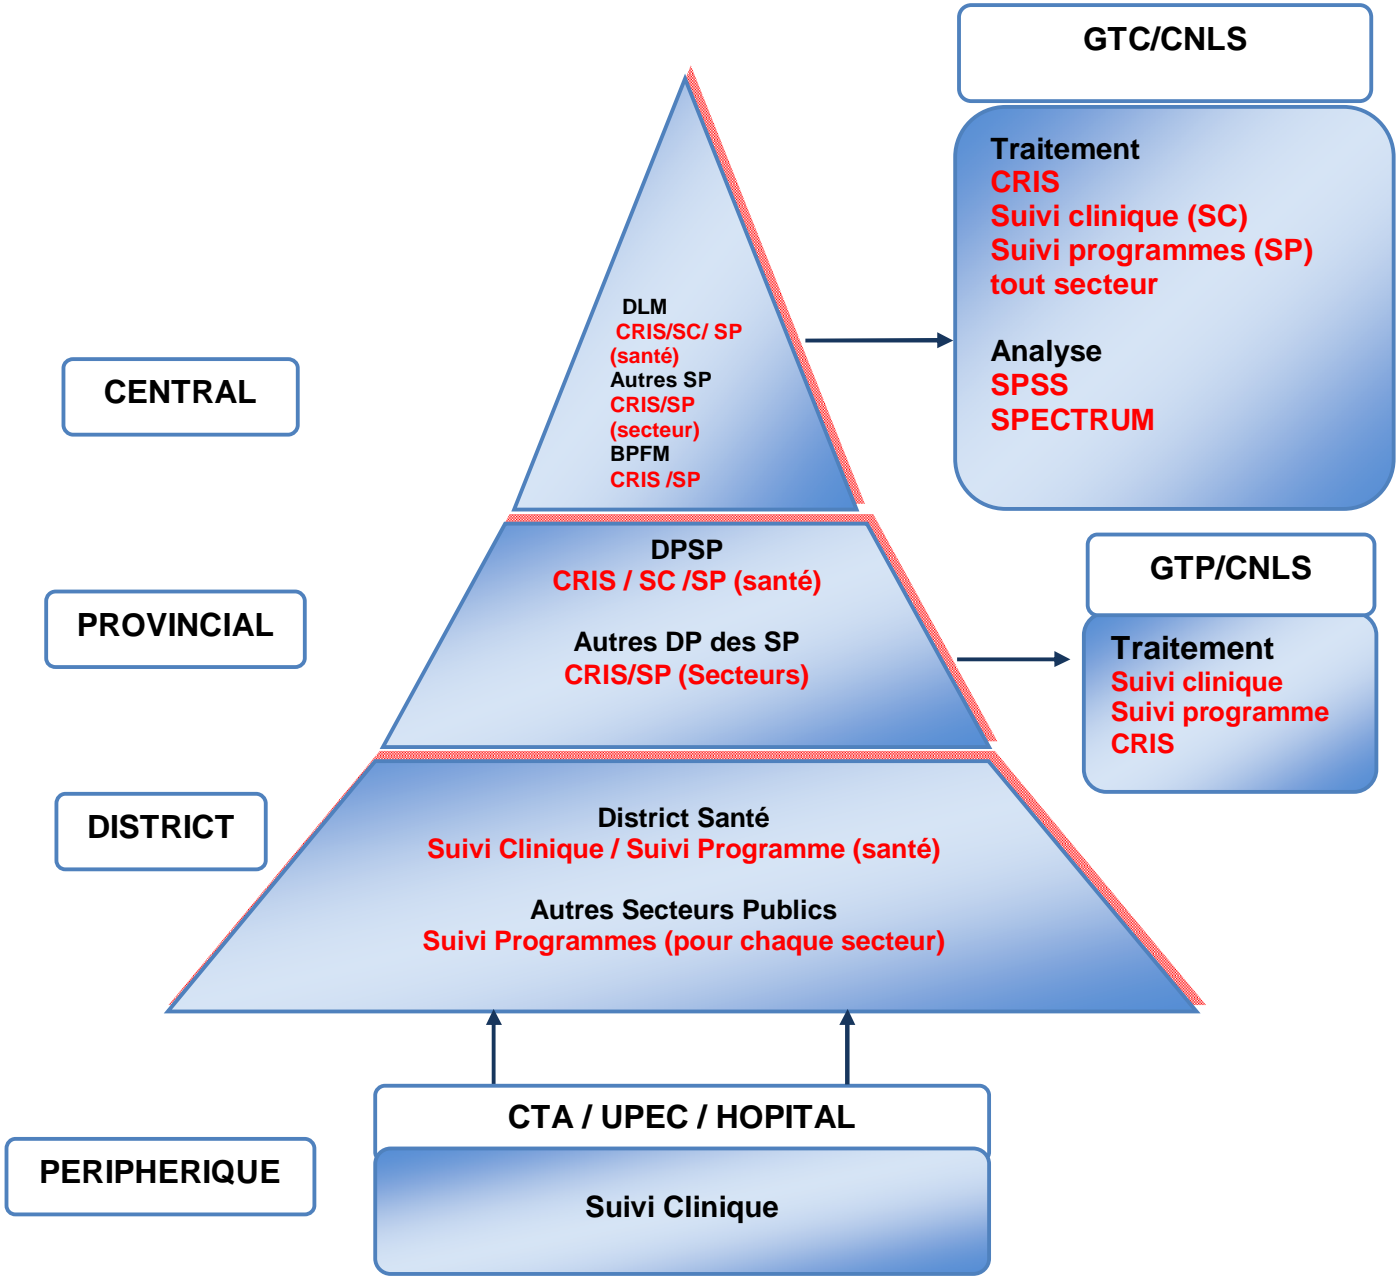 GTC/CNLS
Traitement
CRIS
Suivi clinique (SC)
Suivi programmes (SP)
tout secteur
Analyse
SPSS
SPECTRUM
CENTRAL
DLM
CRIS/SC/ SP
(santé)
Autres SP
CRIS/SP
(secteur)
BPFM
CRIS /SP
PROVINCIAL
DPSP
CRIS / SC /SP (santé)
Autres DP des SP
CRIS/SP (Secteurs)
GTP/CNLS
Traitement
Suivi clinique
Suivi programme
CRIS
DISTRICT
District Santé
Suivi Clinique / Suivi Programme (santé)
Autres Secteurs Publics
Suivi Programmes (pour chaque secteur)
PERIPHERIQUE
CTA / UPEC / HOPITAL
Suivi Clinique